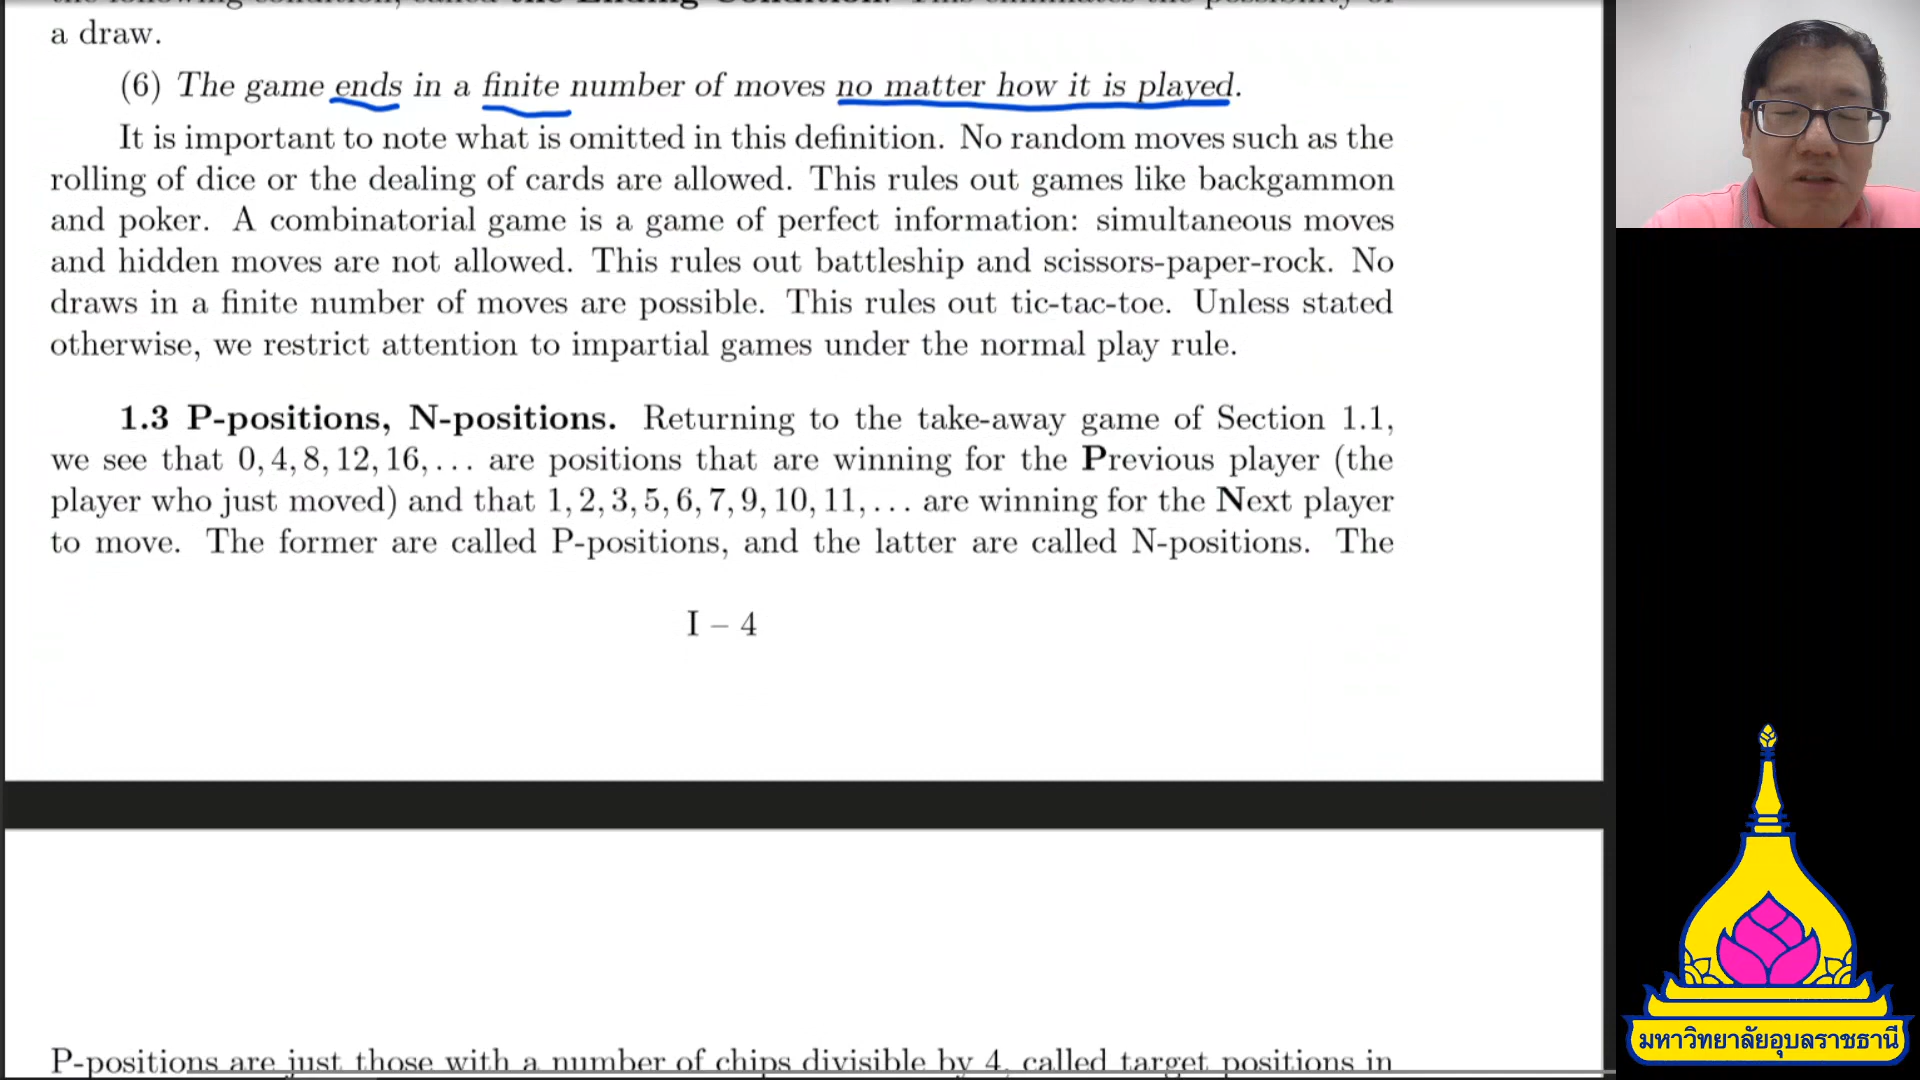 a draw.
(6) The game ends in a finite number of moves no matter how it is played.
It is important to note what is omitted in this definition. No random moves such as the
rolling of dice or the dealing of cards are allowed. This rules out games like backgammon
and poker. A combinatorial game is a game of perfect information: simultaneous moves
and hidden moves are not allowed. This rules out battleship and scissors-paper-rock. No
draws in a finite number of moves are possible. This rules out tic-tac-toe. Unless stated
otherwise, we restrict attention to impartial games under the normal play rule.
1.3 P-positions, N-positions. Returning to the take-away game of Section 1.1,
we see that 0, 4, 8, 12, 16, . . . are positions that are winning for the Previous player (the
player who just moved) and that 1, 2, 3, 5, 6, 7, 9, 10, 11, . . . are winning for the Next player
to move. The former are called P-positions, and the latter are called N-positions. The
I – 4
P-positions are just those with a number of chips divisible by 4, called target positions in
มหาวิทยาลัยอุบลราชธานี